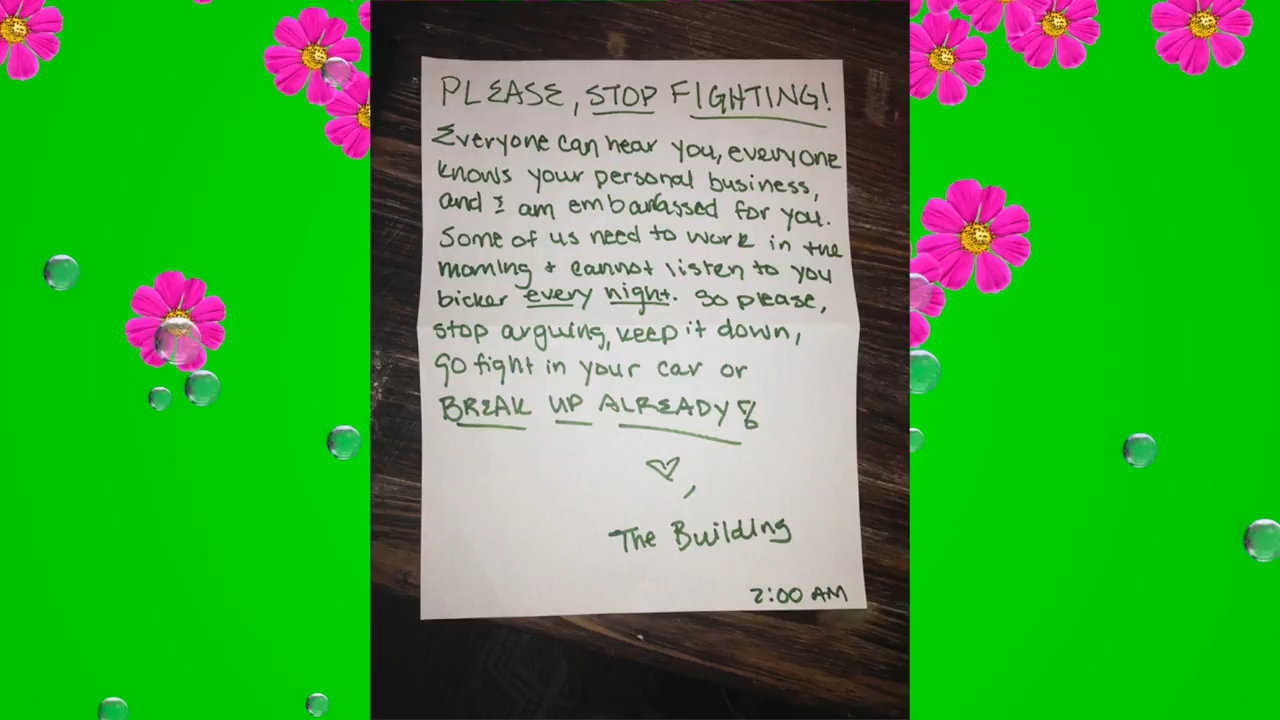 PLEASE, STOP FIGHTING!
Everyone can hear you, everyone
knows your personal business,
and I am embarassed for you.
Some of us need to work in the
morning + cannot listen to you
bicker every night. So please,
stop arguing, keep it down,
go fight in your car or
BREAK UP ALREADY!
♡,
The Building
2:00 AM